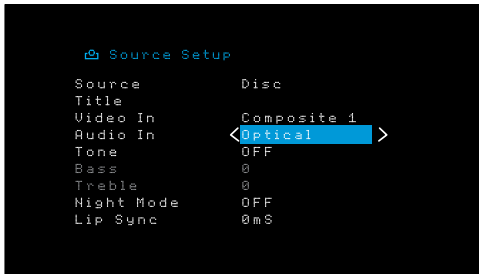 Source Setup
Source Disc
Title
Video In Composite 1
Audio In < Optical >
Tone OFF
Bass 0
Treble 0
Night Mode OFF
Lip Sync 0mS